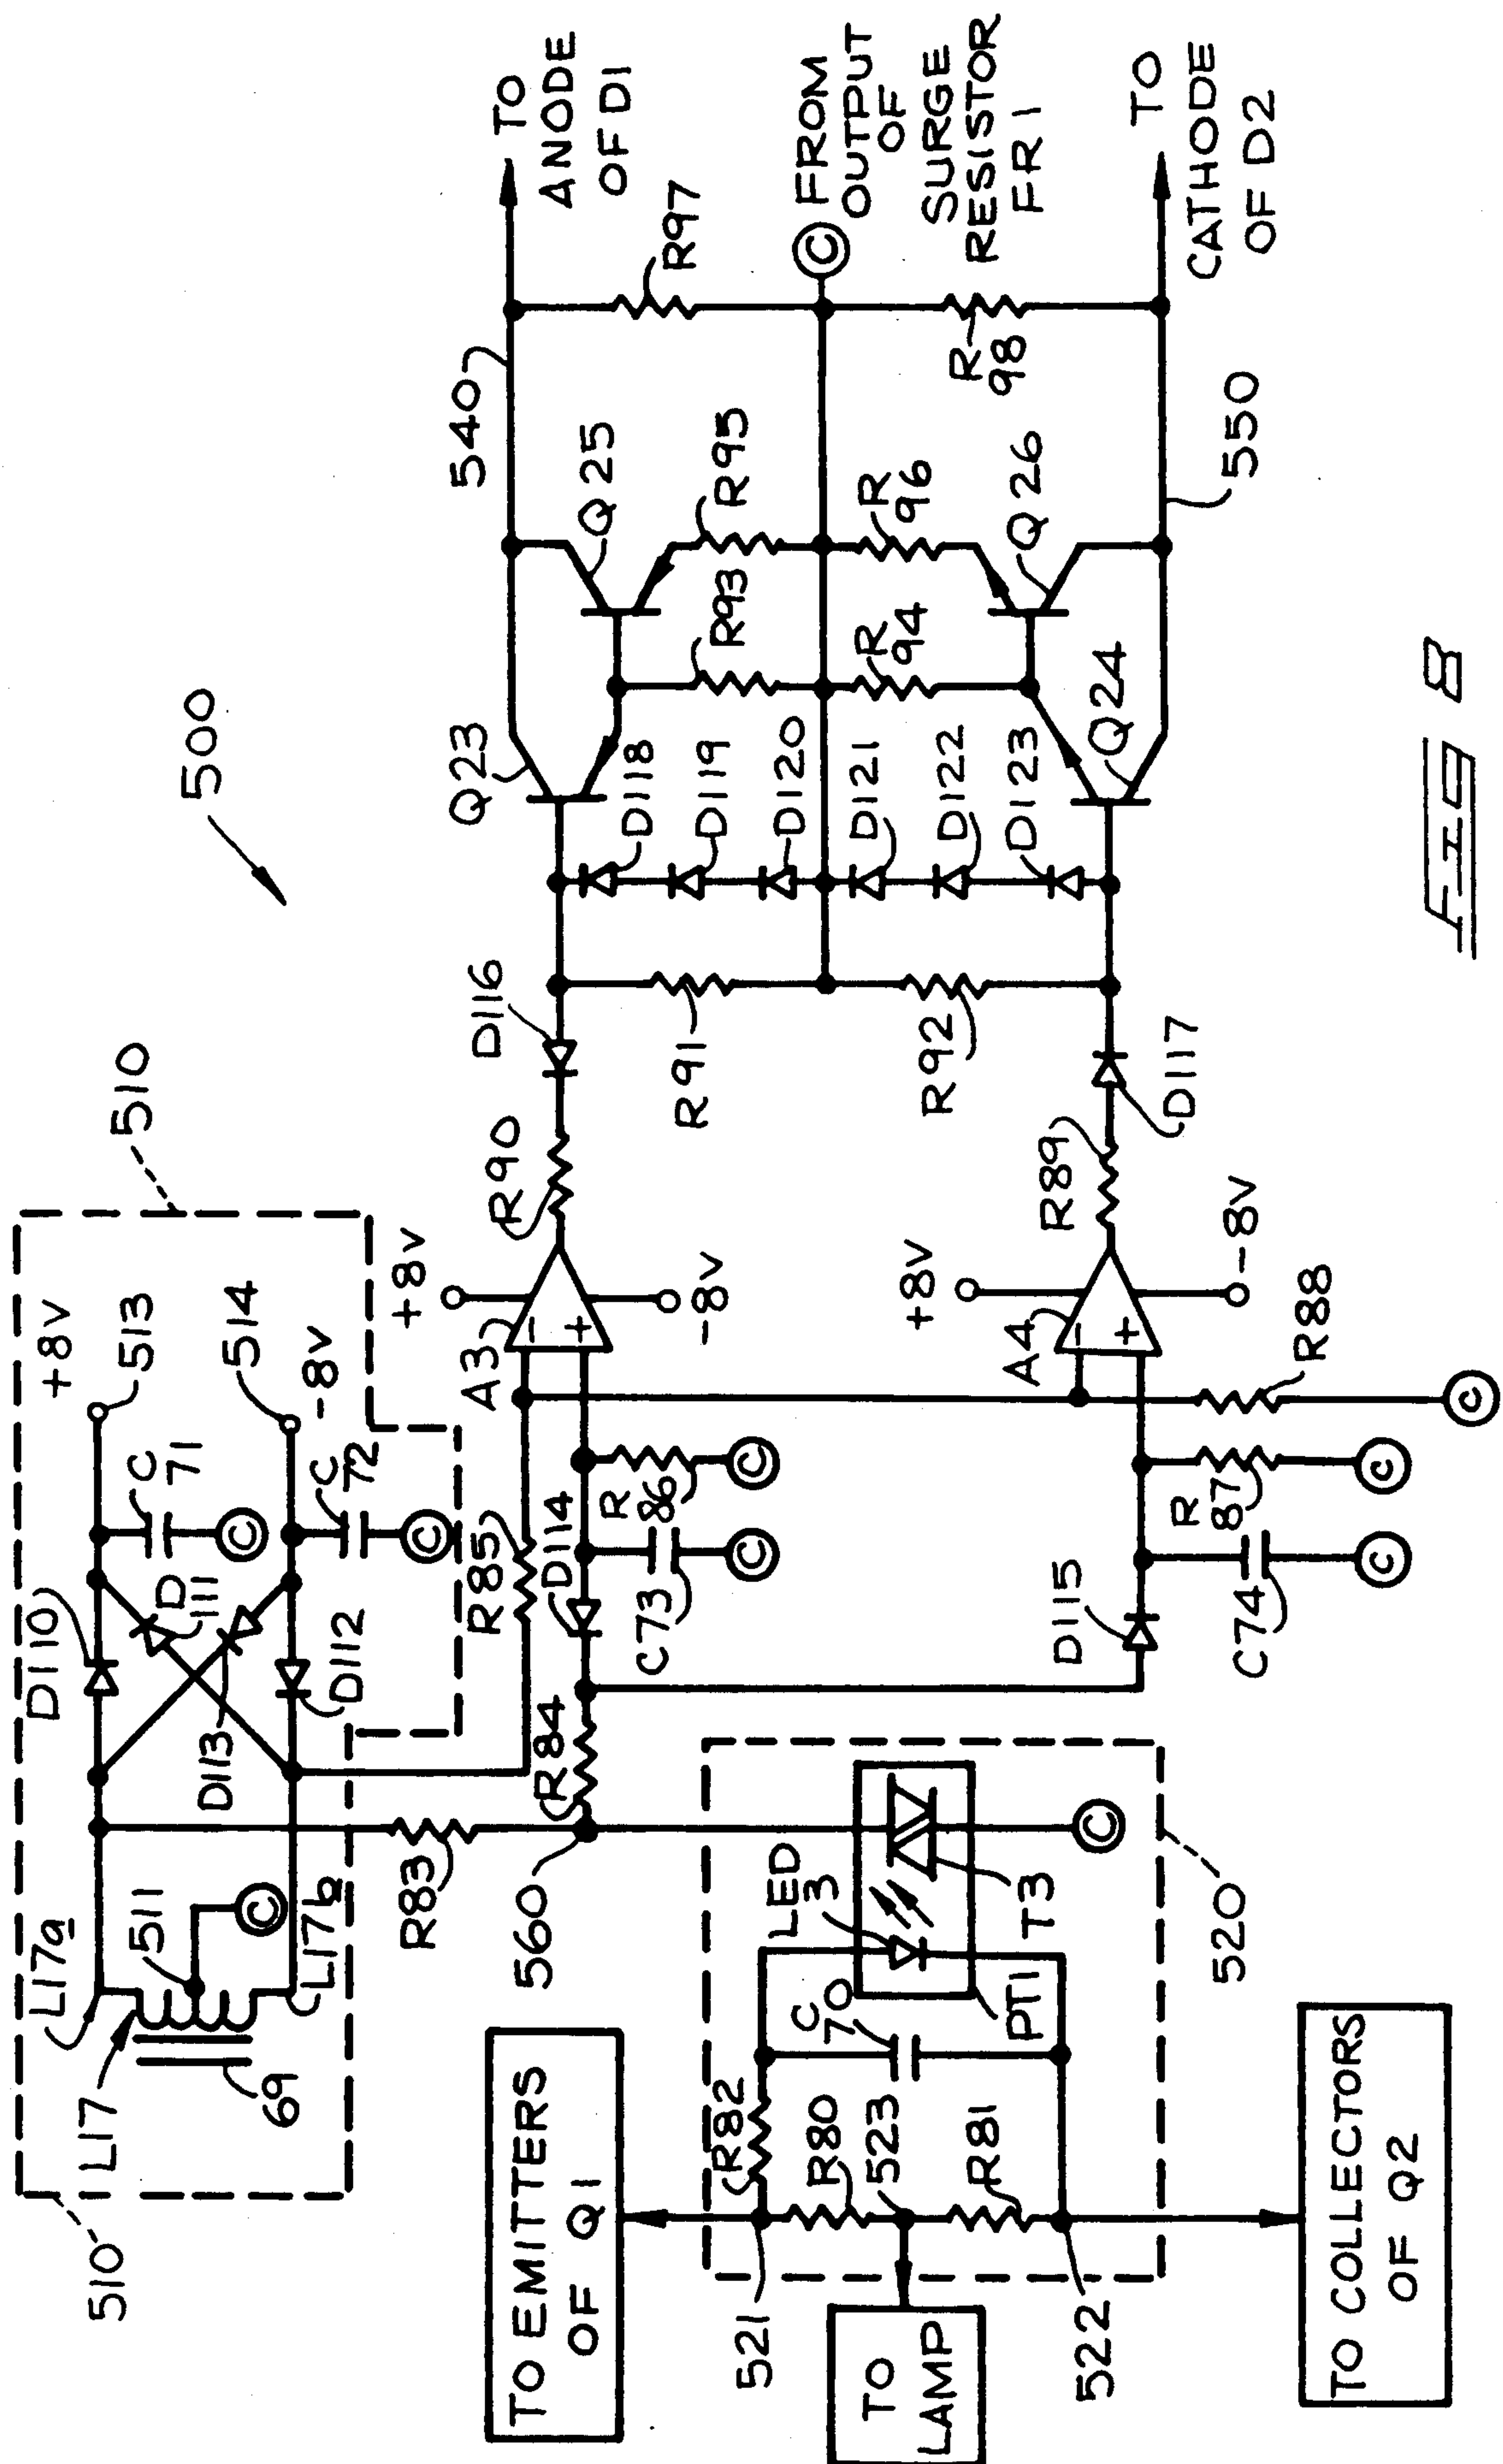 500
510
510
L17a
L17
511
©
L17b
69
D110
D
111
D113
D112
C
71
©
C
72
©
+8V
513
514
-8V
R83
R85
560
R84
D114
C73
©
R
86
©
A3
-
+
+8V
-8V
R90
D116
R91
R92
D115
C74
©
R
87
©
R88
©
A4
-
+
+8V
-8V
R89
D117
Q23
D118
D119
D120
D121
D122
D123
Q24
R93
R
94
Q25
R95
R
96
Q26
540
550
R97
R
98
TO
ANODE
OF D1
© FROM
OUTPUT
OF
SURGE
RESISTOR
FR1
TO
CATHODE
OF D2
TO EMITTERS
OF Q1
TO
LAMP
TO COLLECTORS
OF Q2
521
522
523
R82
R80
R81
C
70
LED
3
PT1
T3
©
520
FIG 8